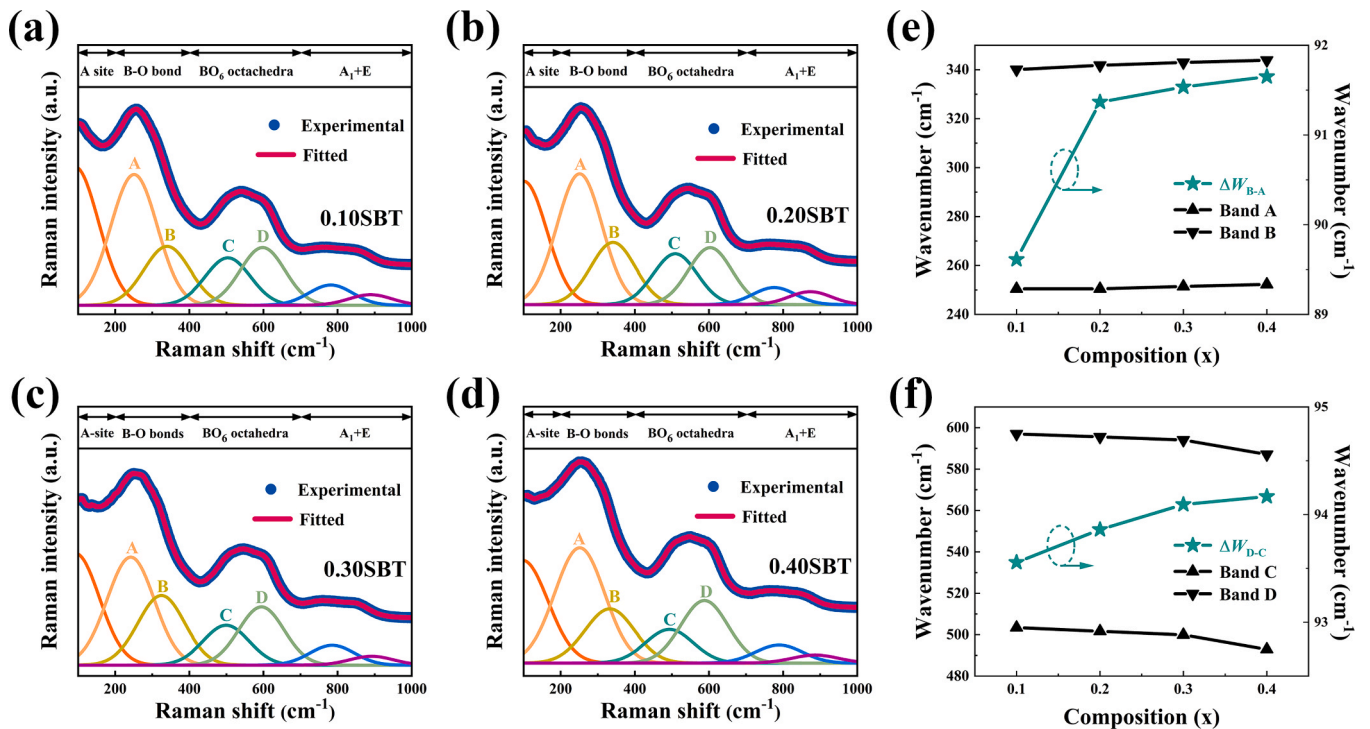 (a)
A site B-O bond BO6 octahedra A1+E
Raman intensity (a.u.)
Experimental
Fitted
0.10SBT
A
B
C
D
200 400 600 800 1000
Raman shift (cm-1)
(b)
A site B-O bond BO6 octahedra A1+E
Raman intensity (a.u.)
Experimental
Fitted
0.20SBT
A
B
C
D
200 400 600 800 1000
Raman shift (cm-1)
(e)
340
320
300
280
260
240
Wavenumber (cm-1)
92
91
90
89
Wavenumber (cm-1)
ΔWB-A
Band A
Band B
0.1 0.2 0.3 0.4
Composition (x)
(c)
A-site B-O bonds BO6 octahedra A1+E
Raman intensity (a.u.)
Experimental
Fitted
0.30SBT
A
B
C
D
200 400 600 800 1000
Raman shift (cm-1)
(d)
A-site B-O bonds BO6 octahedra A1+E
Raman intensity (a.u.)
Experimental
Fitted
0.40SBT
A
B
C
D
200 400 600 800 1000
Raman shift (cm-1)
(f)
600
580
560
540
520
500
480
Wavenumber (cm-1)
95
94
93
Wavenumber (cm-1)
ΔWD-C
Band C
Band D
0.1 0.2 0.3 0.4
Composition (x)